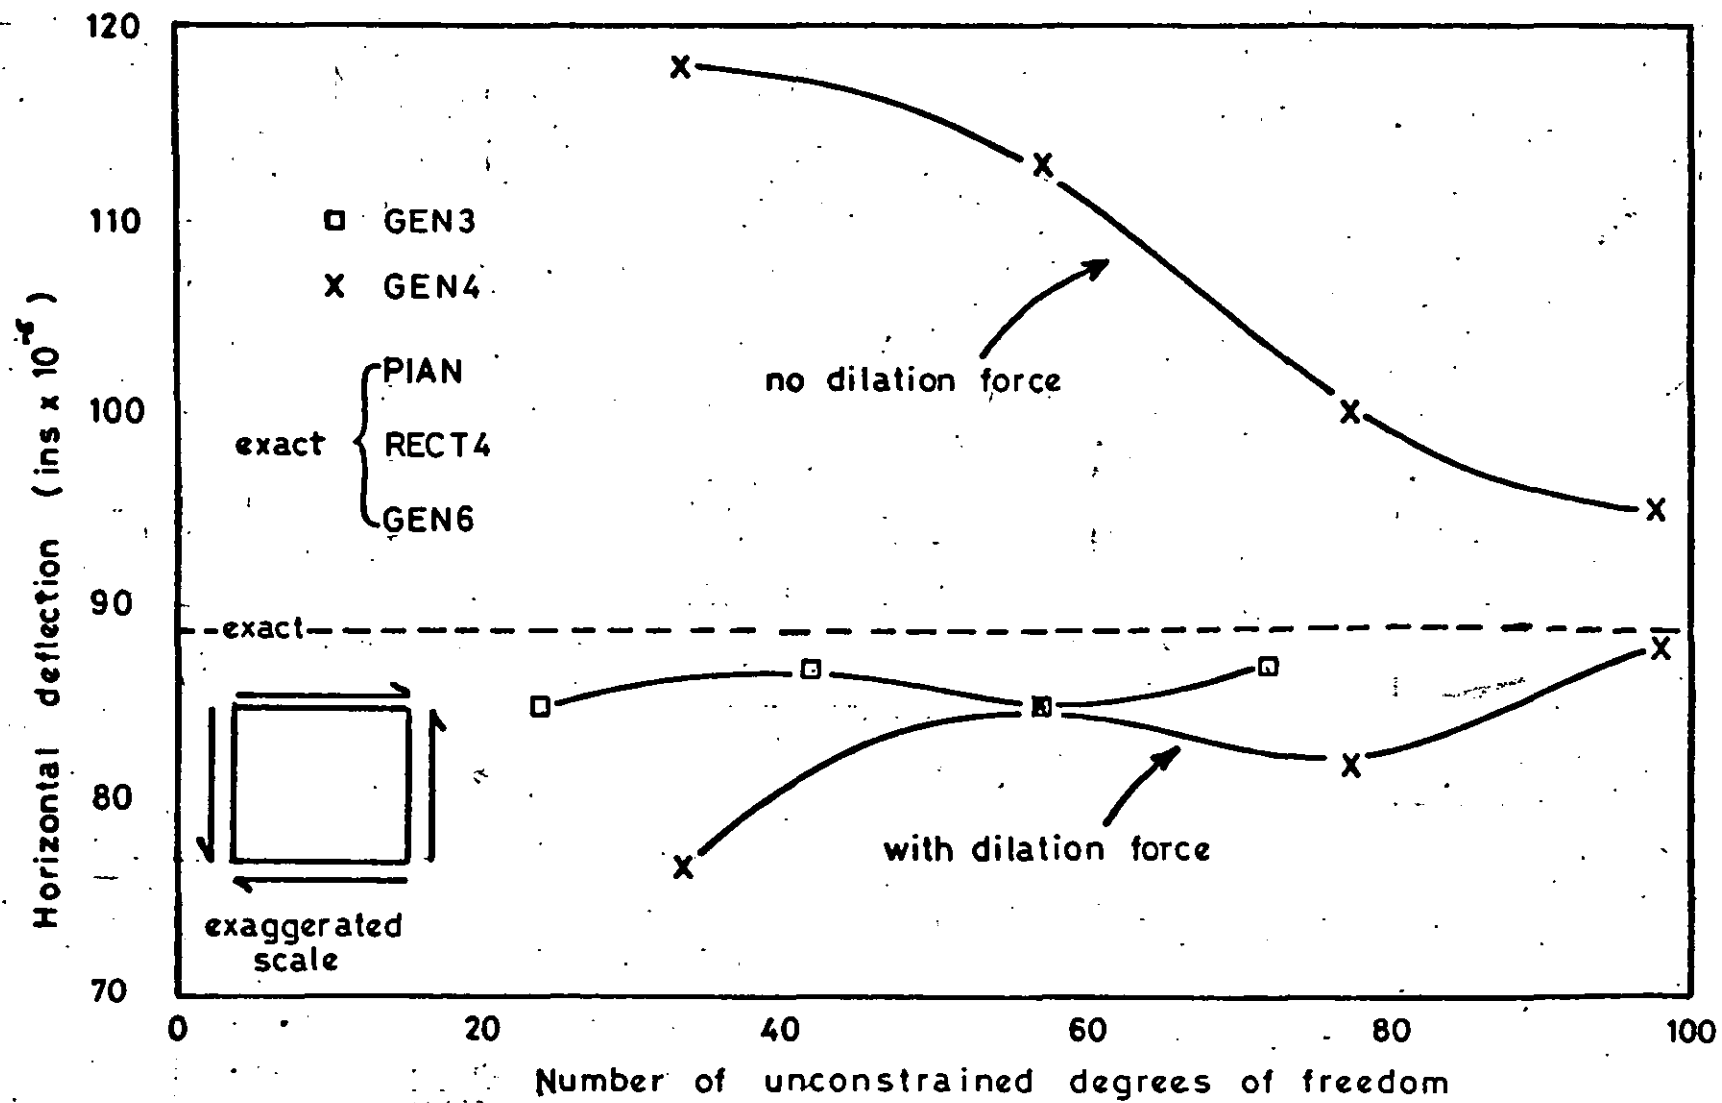 120
110
100
90
80
70
Horizontal deflection (ins x 10
□ GEN3
x GEN4
exact
PIAN
RECT4
GEN6
no dilation force
exact
with dilation force
exaggerated
scale
0 20 40 60 80 100
Number of unconstrained degrees of freedom